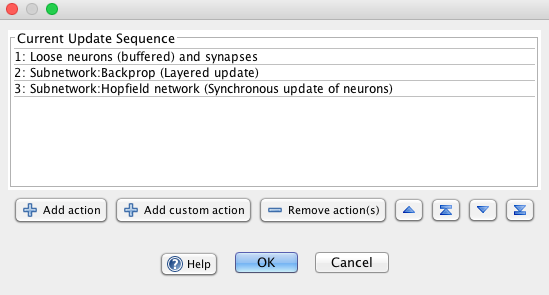 Current Update Sequence
1: Loose neurons (buffered) and synapses
2: Subnetwork:Backprop (Layered update)
3: Subnetwork:Hopfield network (Synchronous update of neurons)
Add action Add custom action Remove action(s)
Help OK Cancel